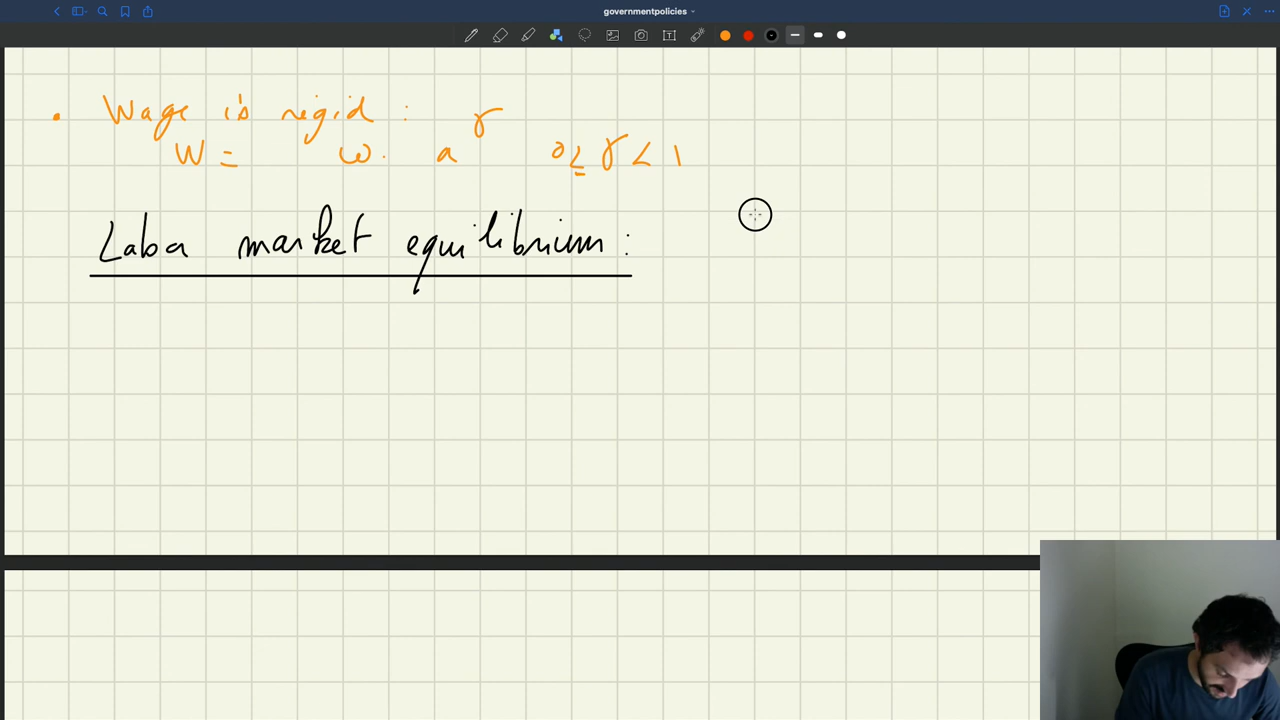 governmentpolicies
• Wage is rigid :
W = ω · a^γ 0 ≤ γ < 1
Labor market equilibrium :